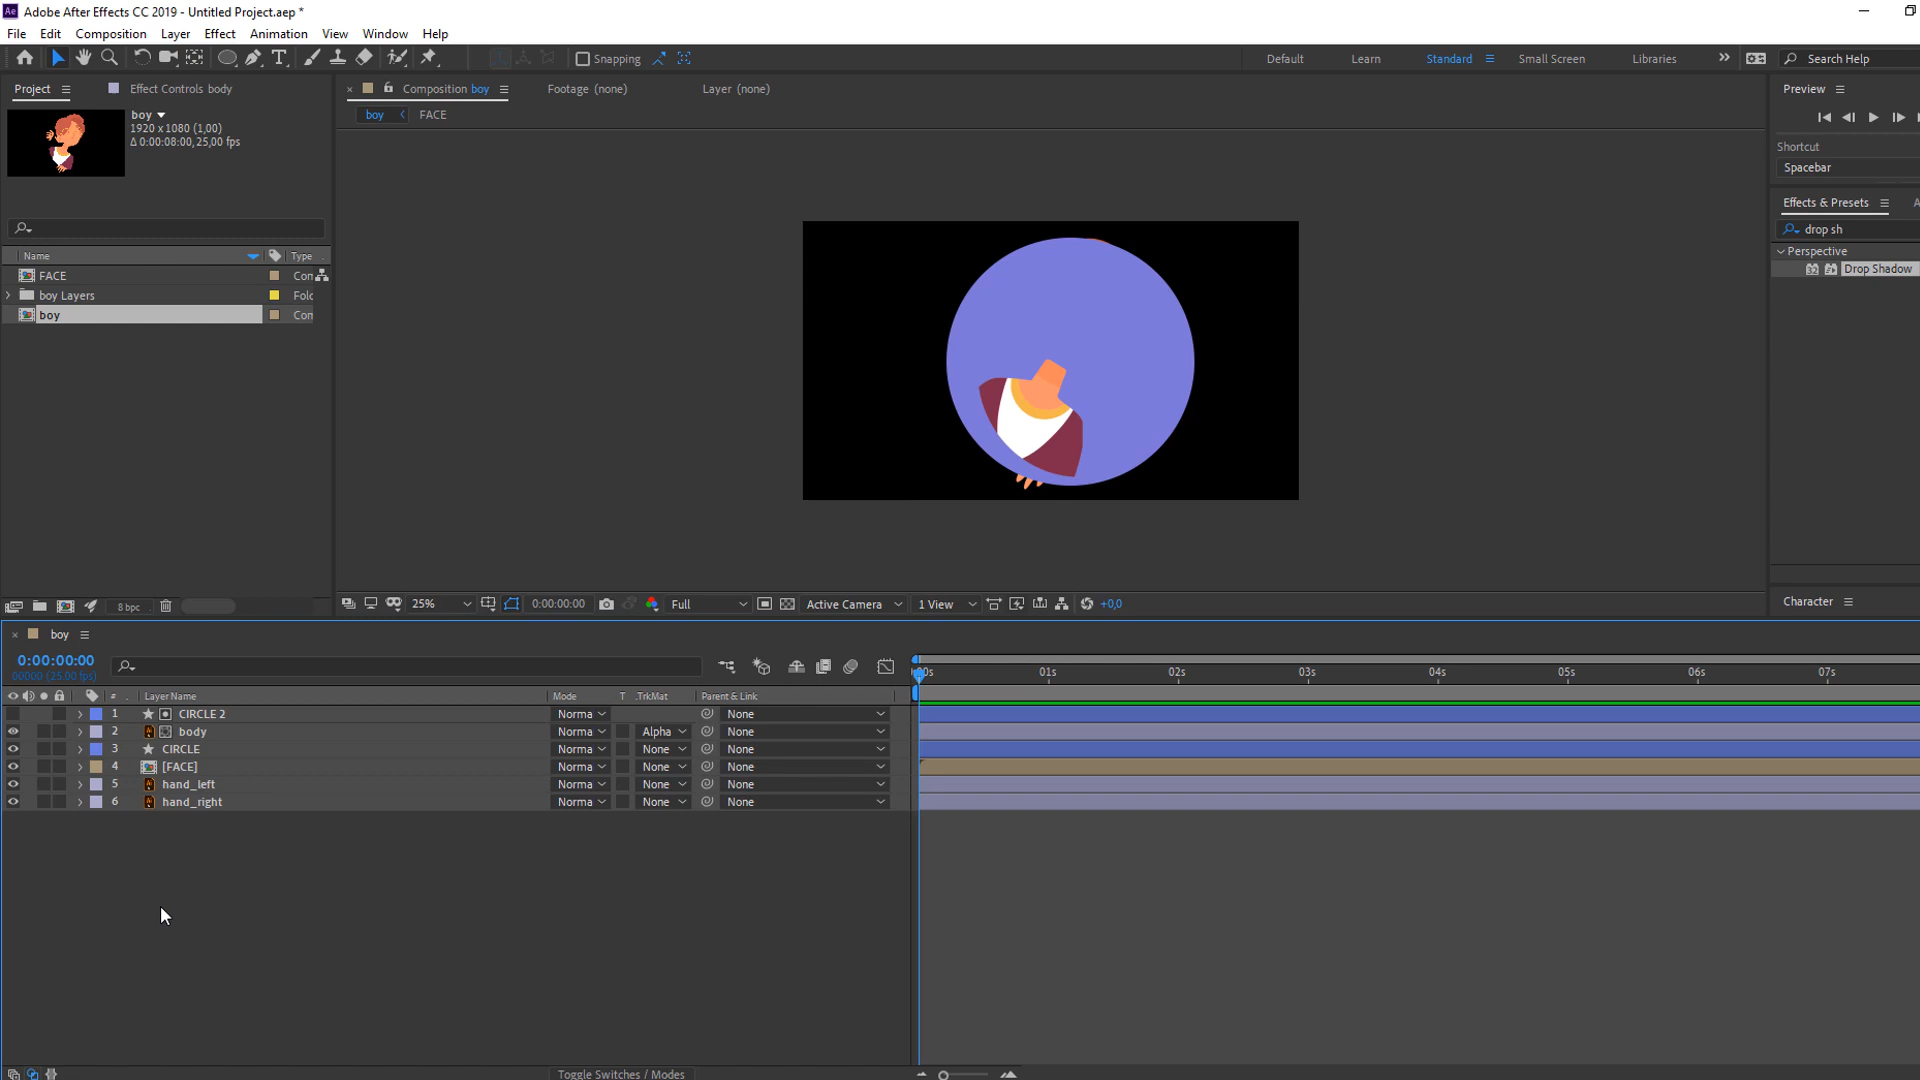 Adobe After Effects CC 2019 - Untitled Project.aep *
File Edit Composition Layer Effect Animation View Window Help
Snapping Default Learn Standard Small Screen Libraries Search Help
Project Effect Controls body Composition boy Footage (none) Layer (none) Preview
boy
1920 x 1080 (1,00)
Δ 0:00:08:00, 25,00 fps
boy FACE
Shortcut
Spacebar
Effects & Presets
drop sh
Perspective
32 Drop Shadow
Name Type
FACE Con
boy Layers Folc
boy Con
8 bpc 25% 0:00:00:00 Full Active Camera 1 View +0,0 Character
boy
0:00:00:00
00000 (25.00 fps)
# Layer Name Mode T .TrkMat Parent & Link
:00s 01s 02s 03s 04s 05s 06s 07s
1 CIRCLE 2 Norma None
2 body Norma Alpha None
3 CIRCLE Norma None None
4 [FACE] Norma None None
5 hand_left Norma None None
6 hand_right Norma None None
Toggle Switches / Modes